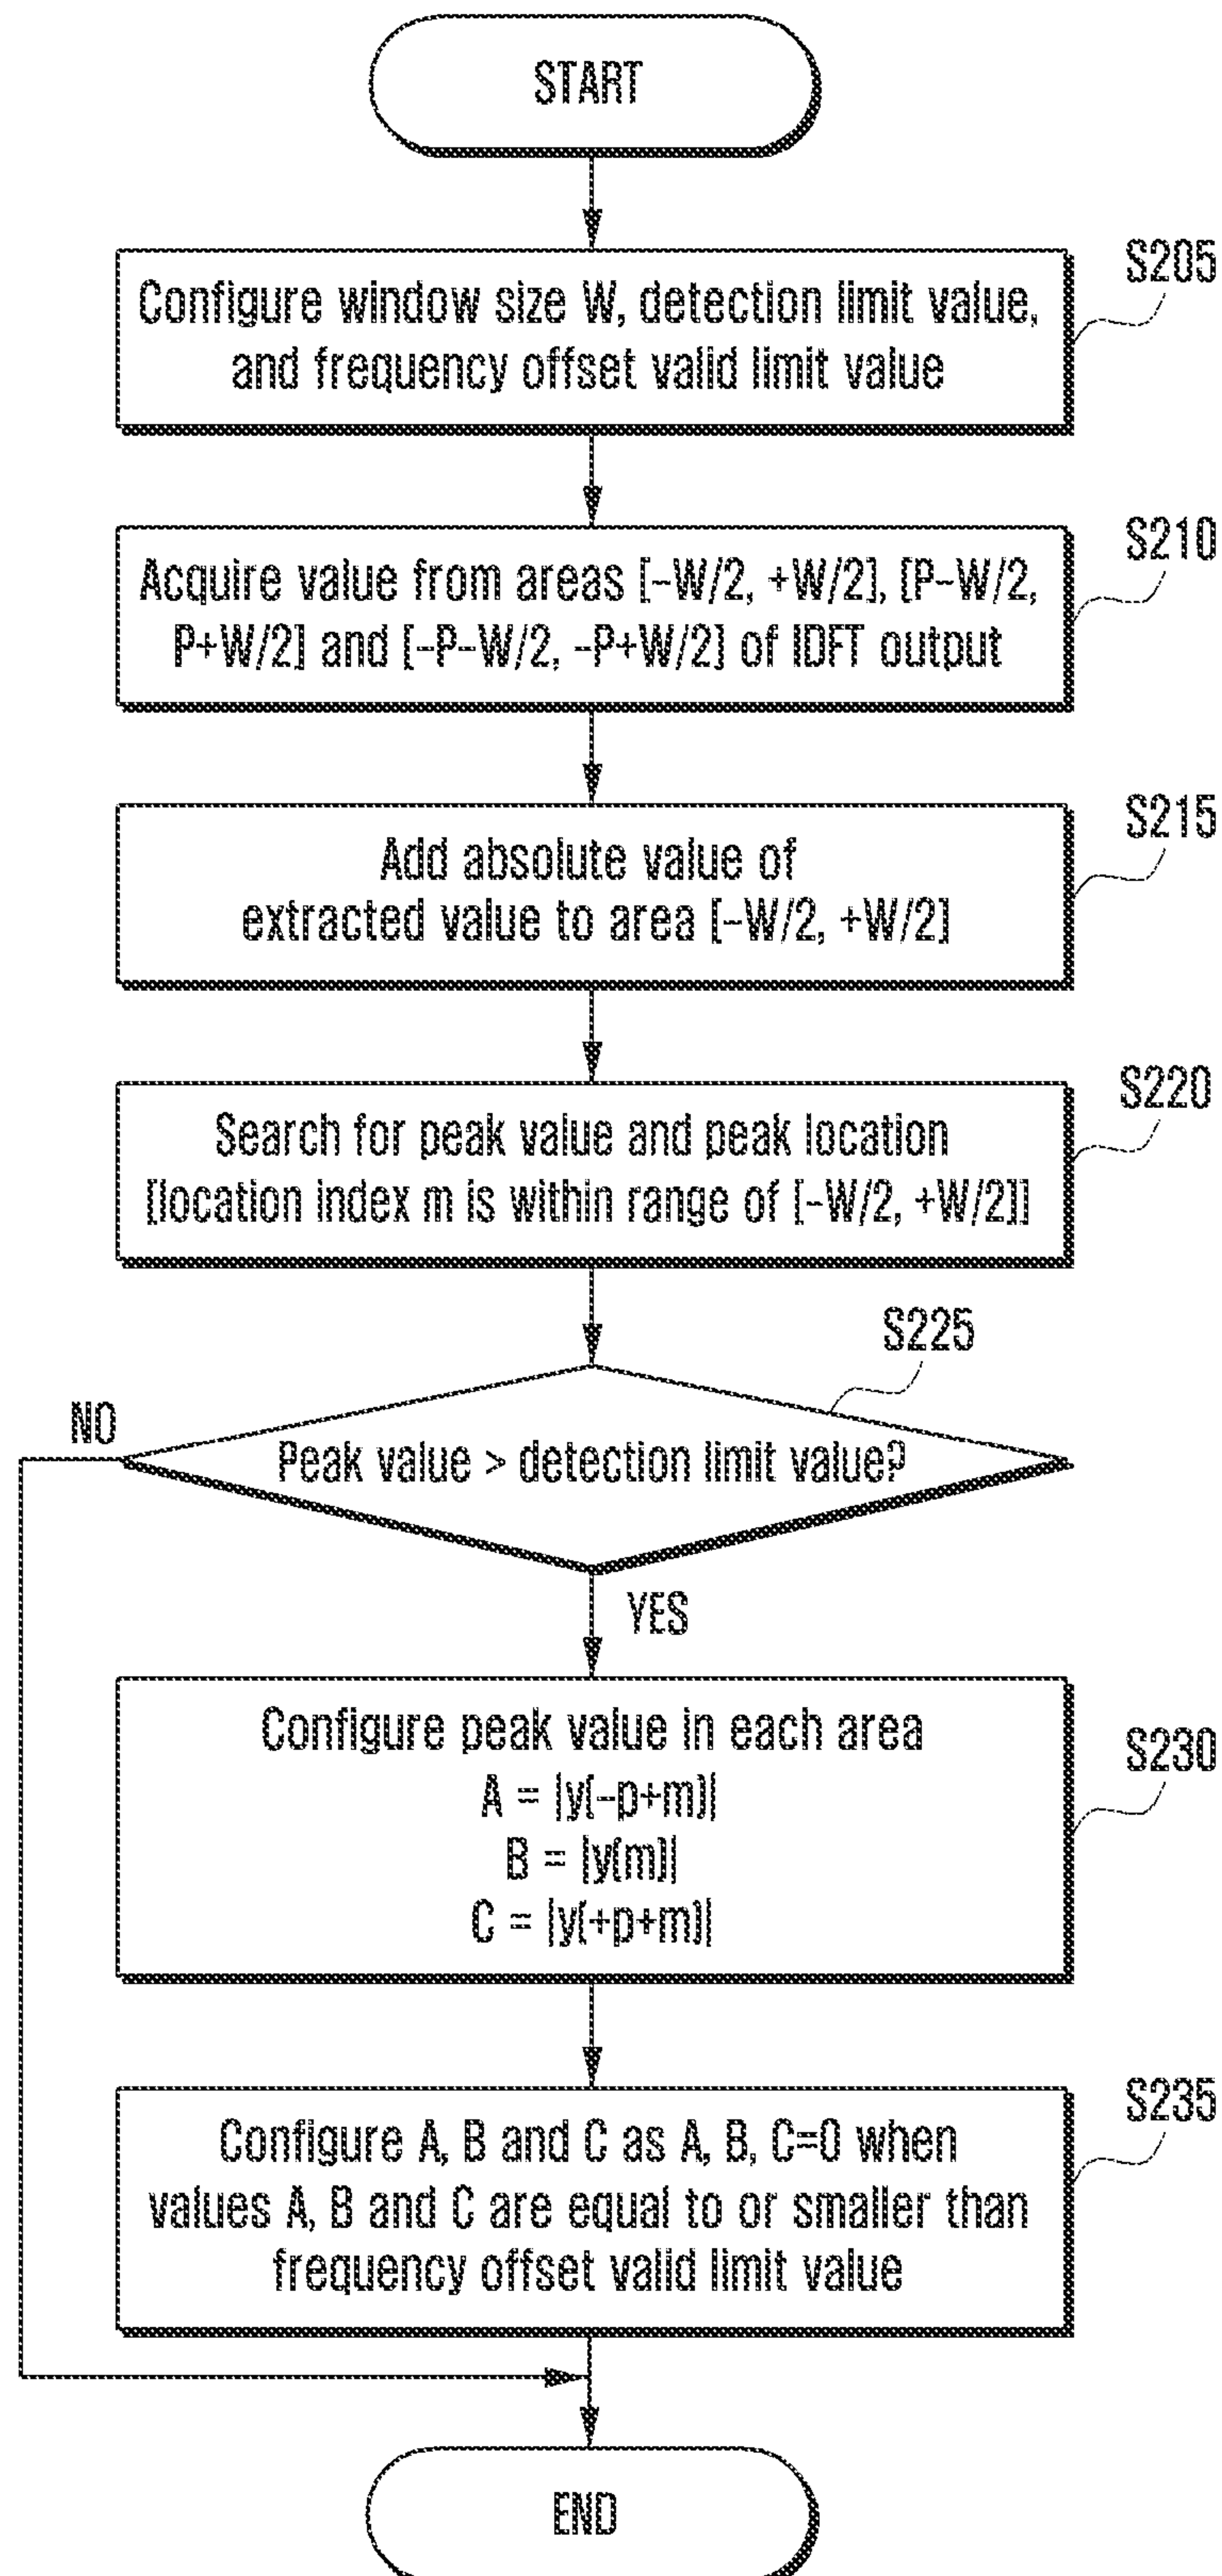 START
S205
Configure window size W, detection limit value,
and frequency offset valid limit value
S210
Acquire value from areas [-W/2, +W/2], [P-W/2,
P+W/2] and [-P-W/2, -P+W/2] of IDFT output
S215
Add absolute value of
extracted value to area [-W/2, +W/2]
S220
Search for peak value and peak location
[location index m is within range of [-W/2, +W/2]]
S225
NO
Peak value > detection limit value?
YES
S230
Configure peak value in each area
A = |y(-p+m)|
B = |y(m)|
C = |y(+p+m)|
S235
Configure A, B and C as A, B, C=0 when
values A, B and C are equal to or smaller than
frequency offset valid limit value
END